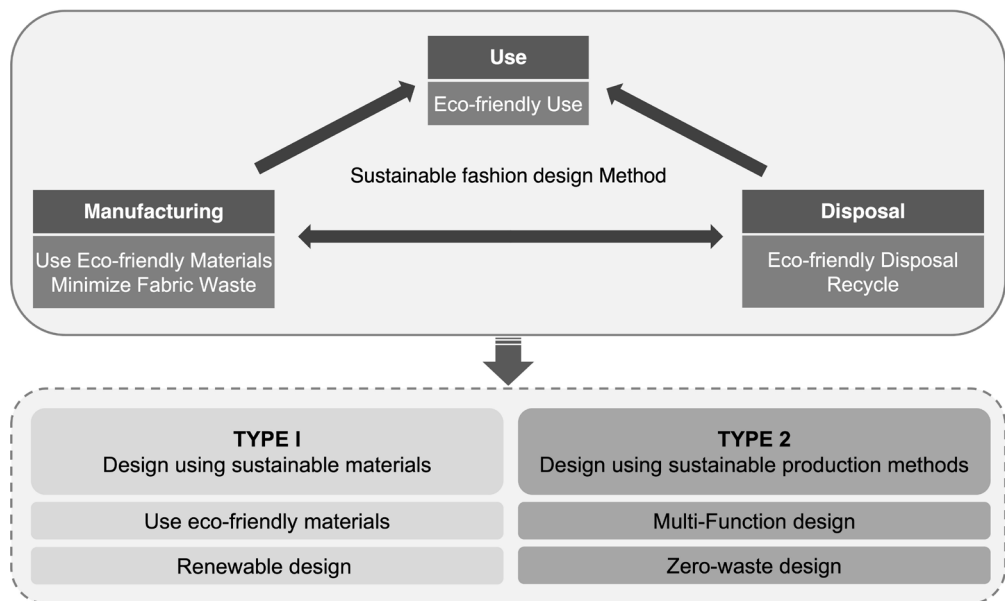 Use
Eco-friendly Use
Sustainable fashion design Method
Manufacturing
Use Eco-friendly Materials
Minimize Fabric Waste
Disposal
Eco-friendly Disposal
Recycle
TYPE I
Design using sustainable materials
Use eco-friendly materials
Renewable design
TYPE 2
Design using sustainable production methods
Multi-Function design
Zero-waste design